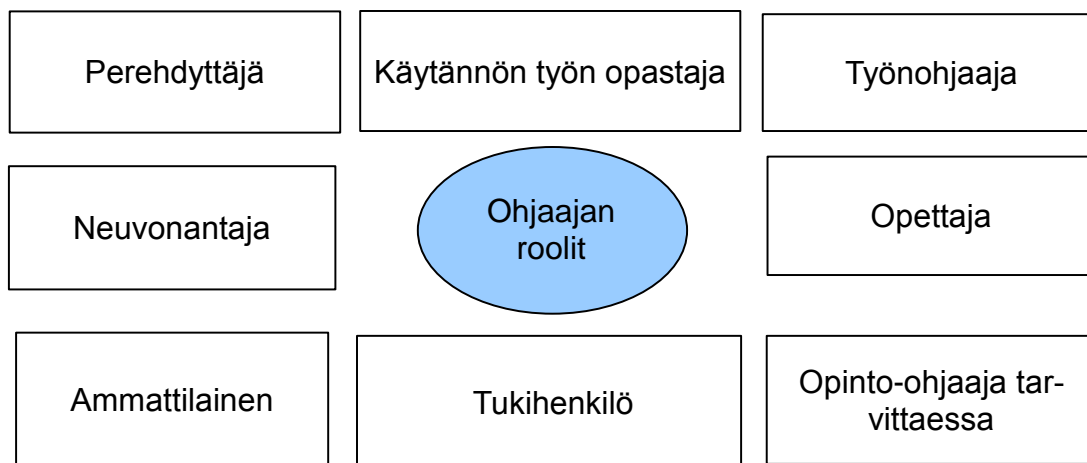 Perehdyttäjä
Käytännön työn opastaja
Työnohjaaja
Neuvonantaja
Ohjaajan
roolit
Opettaja
Ammattilainen
Tukihenkilö
Opinto-ohjaaja tar-
vittaessa